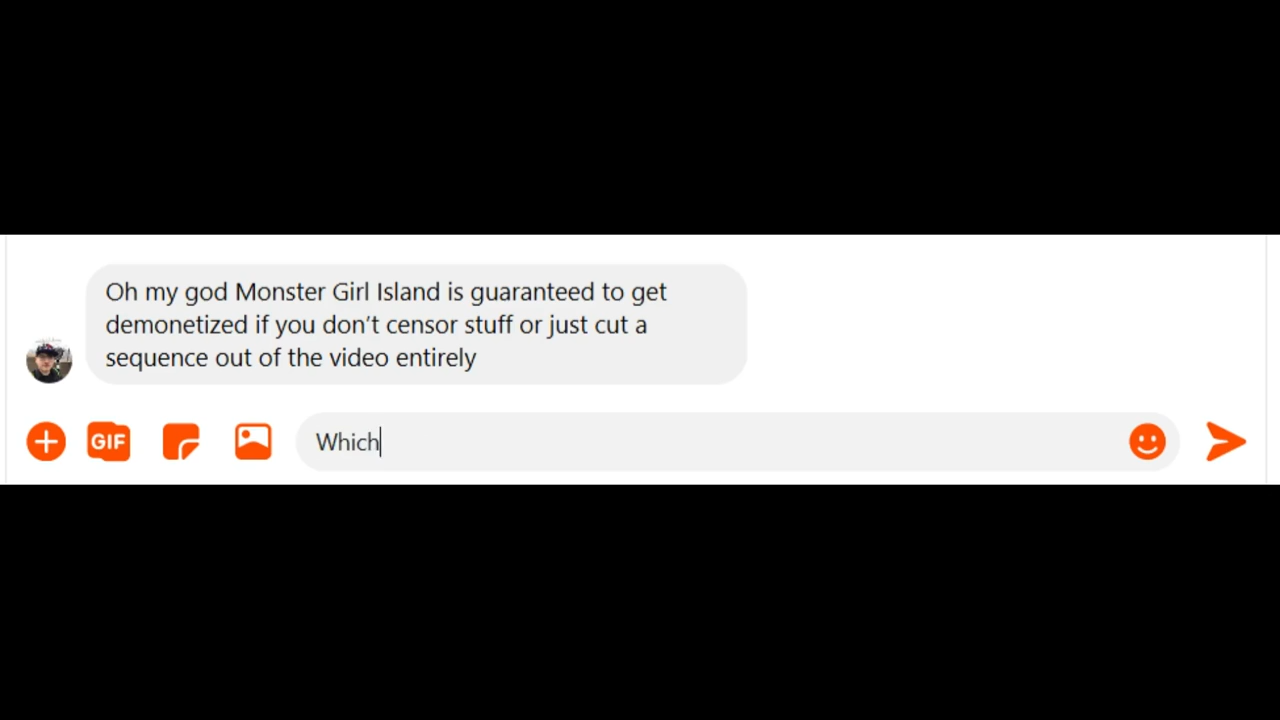 Oh my god Monster Girl Island is guaranteed to get
demonetized if you don’t censor stuff or just cut a
sequence out of the video entirely
GIF
Which